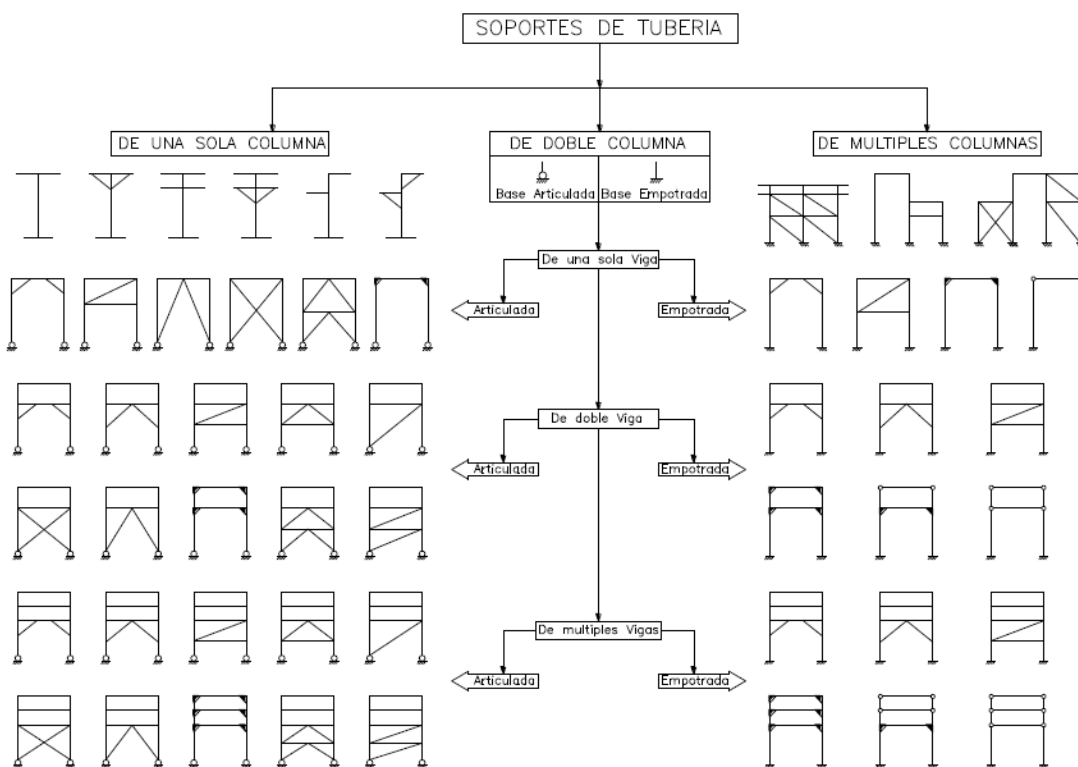 SOPORTES DE TUBERIA
DE UNA SOLA COLUMNA
DE DOBLE COLUMNA
DE MULTIPLES COLUMNAS
Base Articulada
Base Empotrada
De una sola Viga
Articulada
Empotrada
De doble Viga
Articulada
Empotrada
De multiples Vigas
Articulada
Empotrada